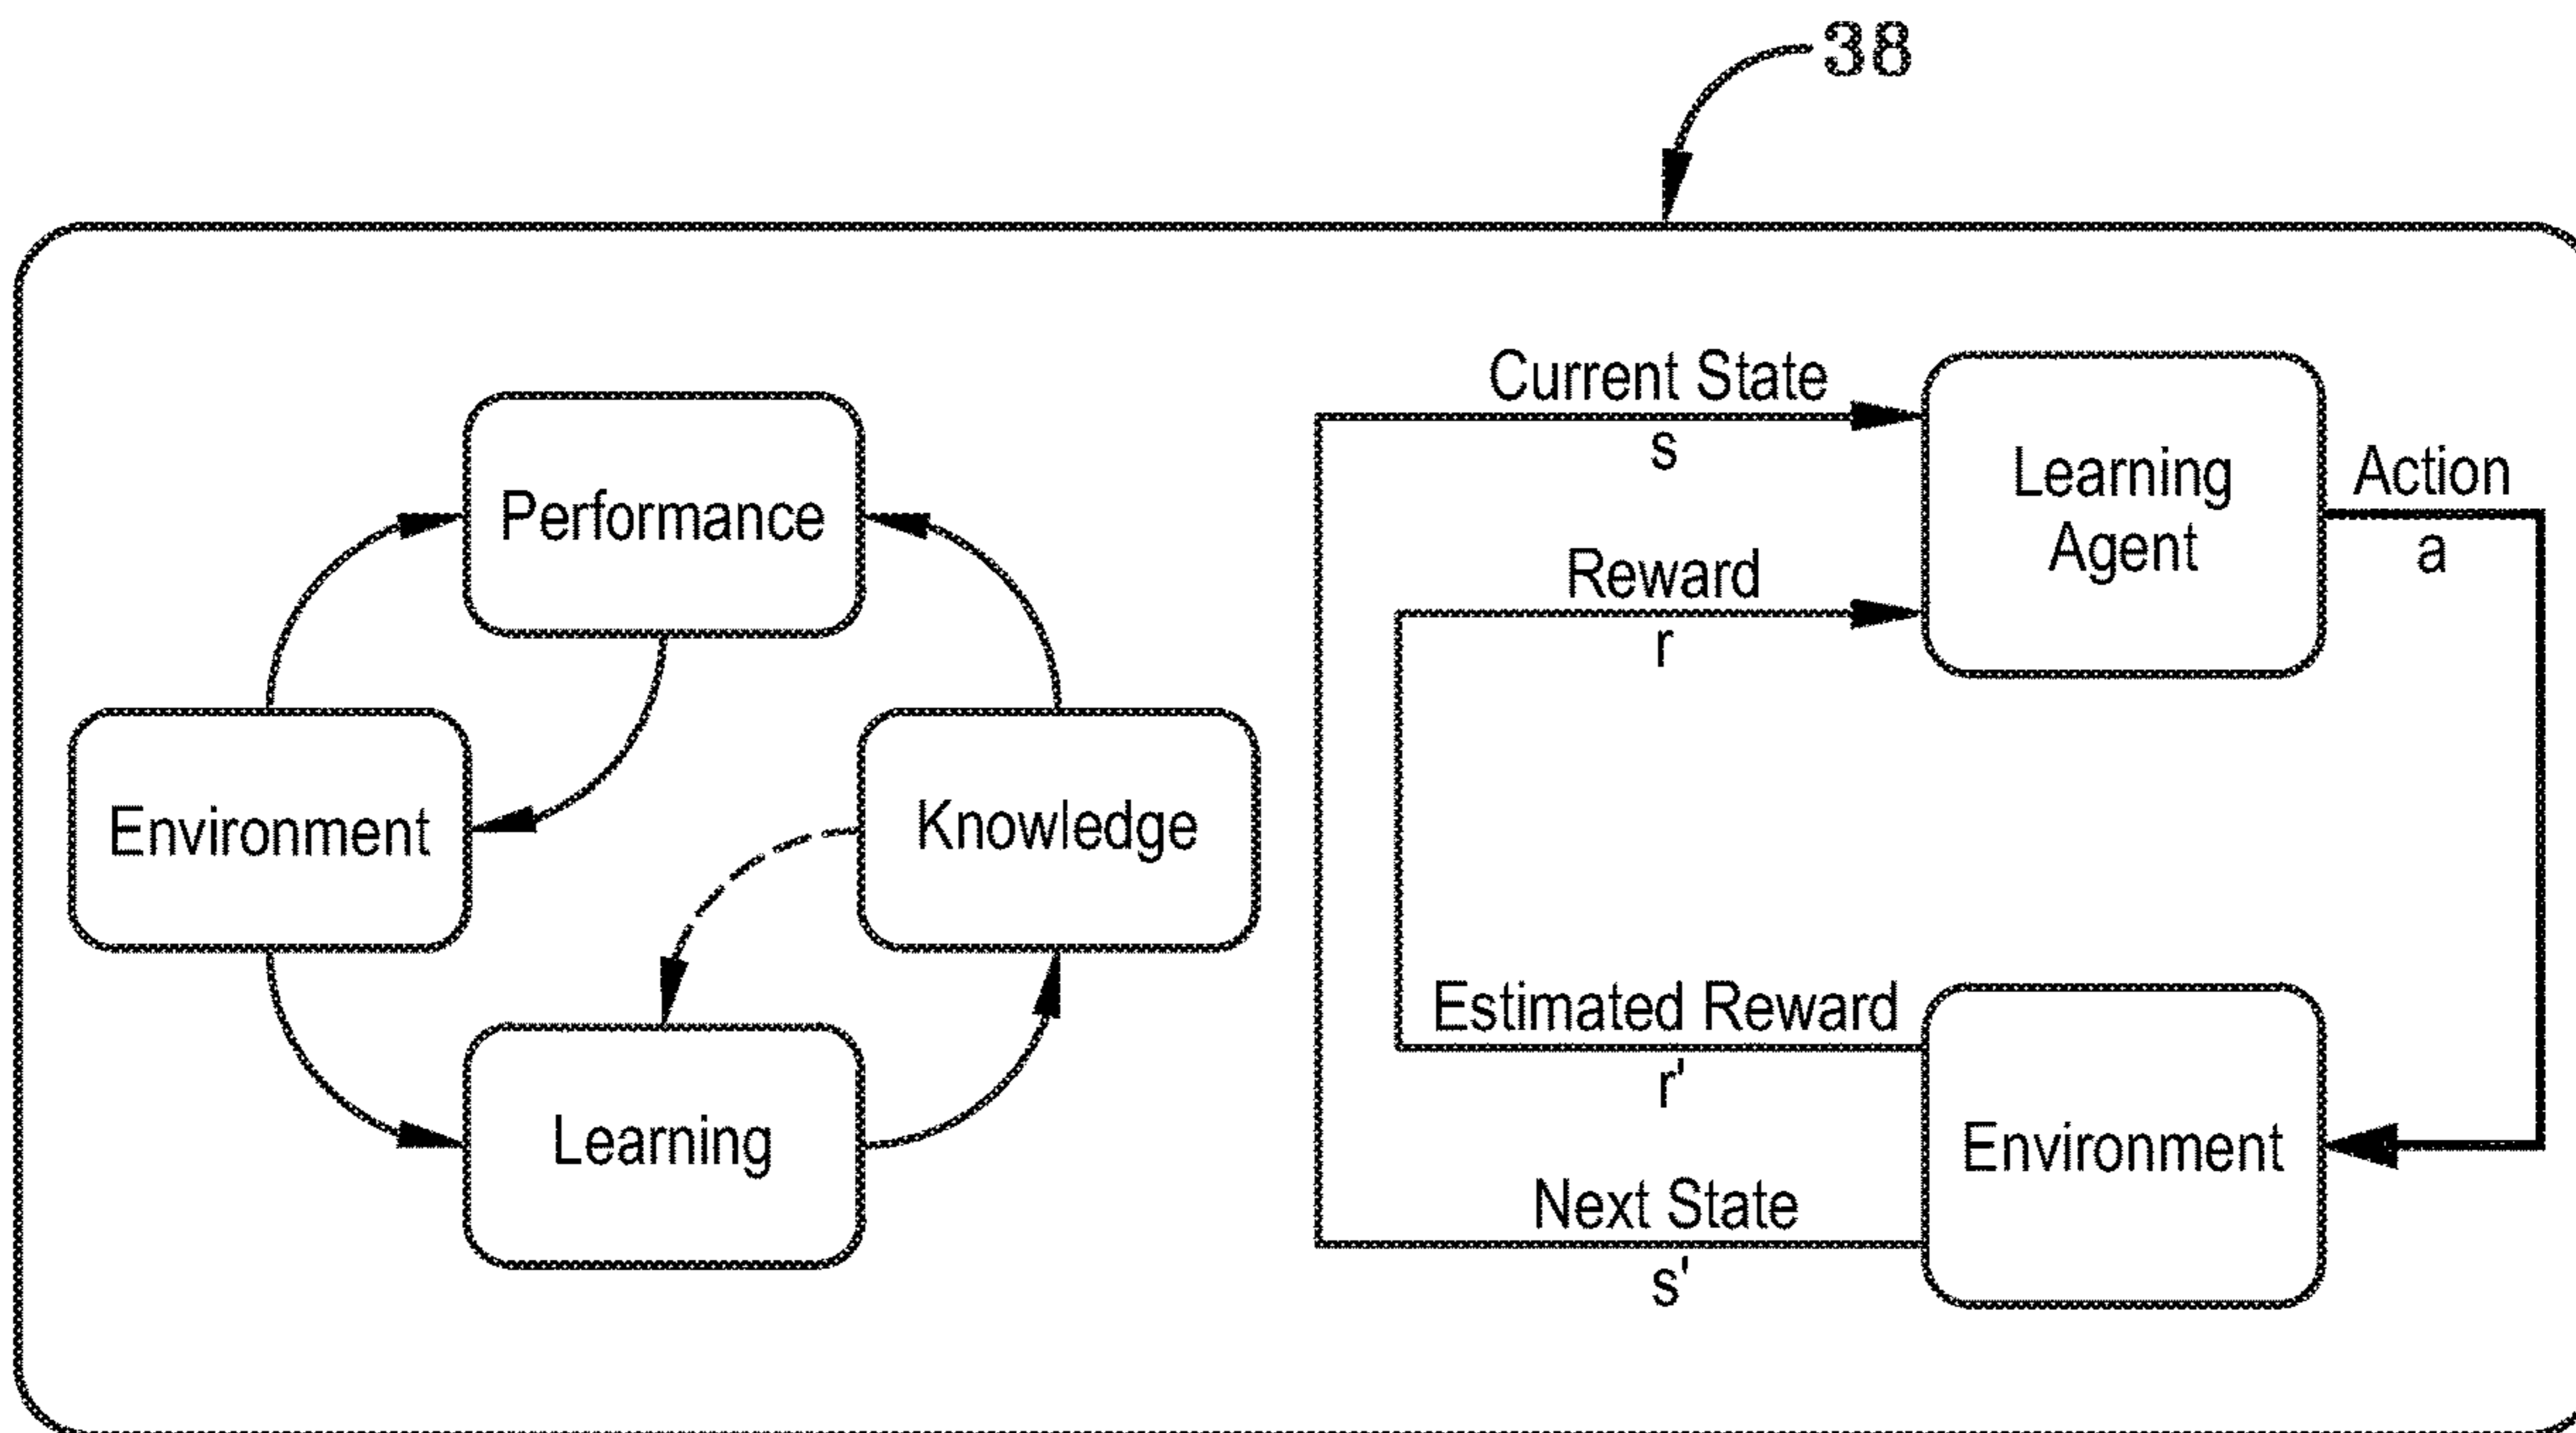 38
Performance
Environment
Knowledge
Learning
Current State
s
Reward
r
Learning
Agent
Action
a
Estimated Reward
r'
Next State
s'
Environment